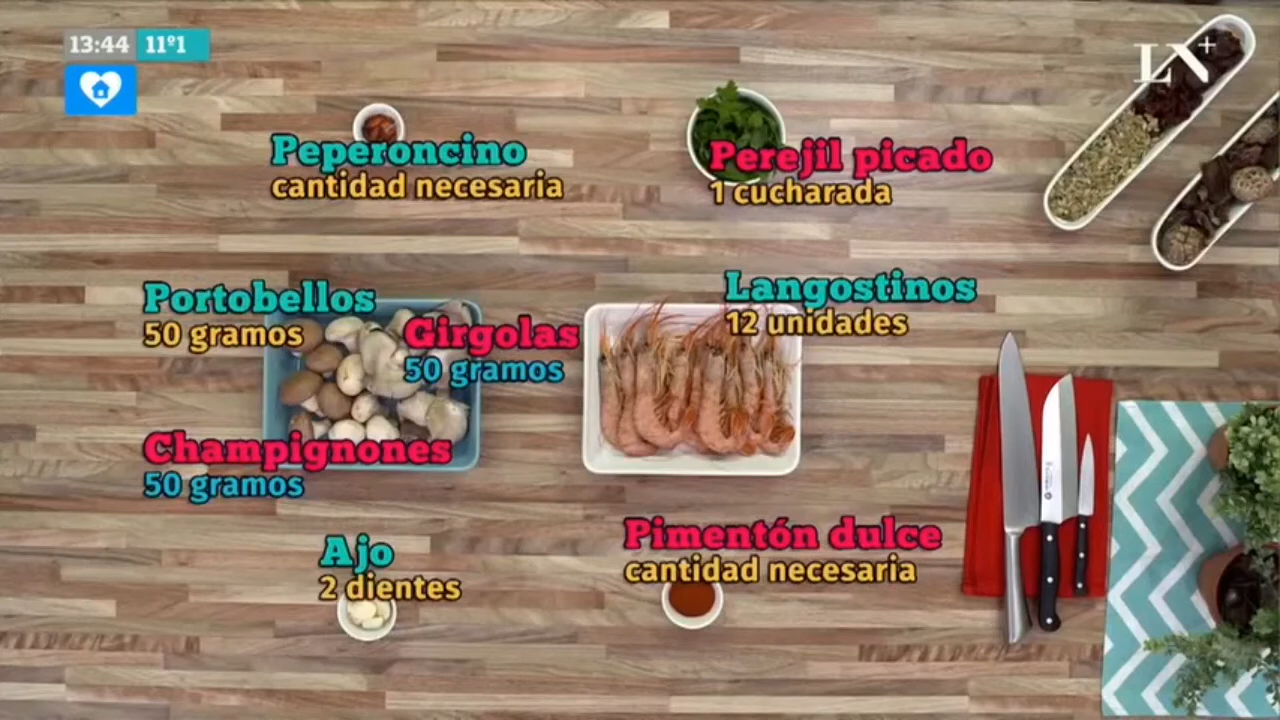 13:44 11º1
LN+
Peperoncino
cantidad necesaria
Perejil picado
1 cucharada
Portobellos
50 gramos
Girgolas
50 gramos
Langostinos
12 unidades
Champignones
50 gramos
Ajo
2 dientes
Pimentón dulce
cantidad necesaria